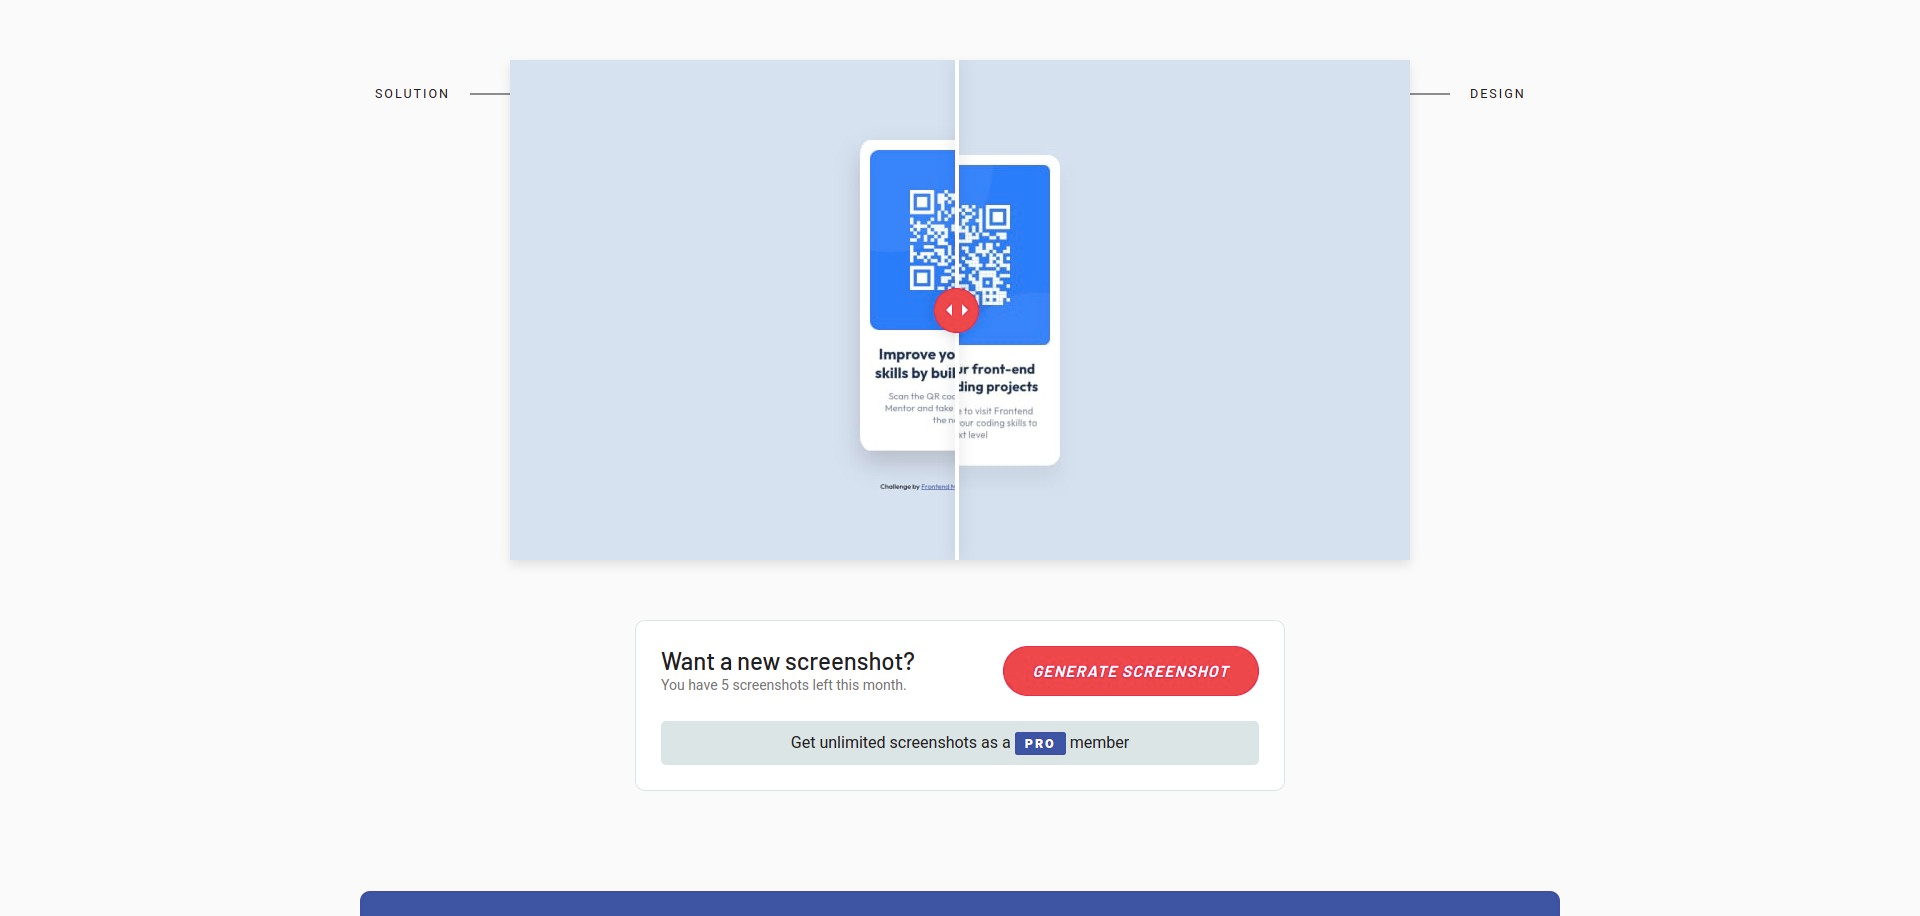 SOLUTION
DESIGN
Improve yo
ur front-end
skills by buil
ding projects
Scan the QR
to visit Frontend
Mentor and take
your coding skills to
the
xt level
Challenge by Frontend
Want a new screenshot?
You have 5 screenshots left this month.
GENERATE SCREENSHOT
Get unlimited screenshots as a PRO member